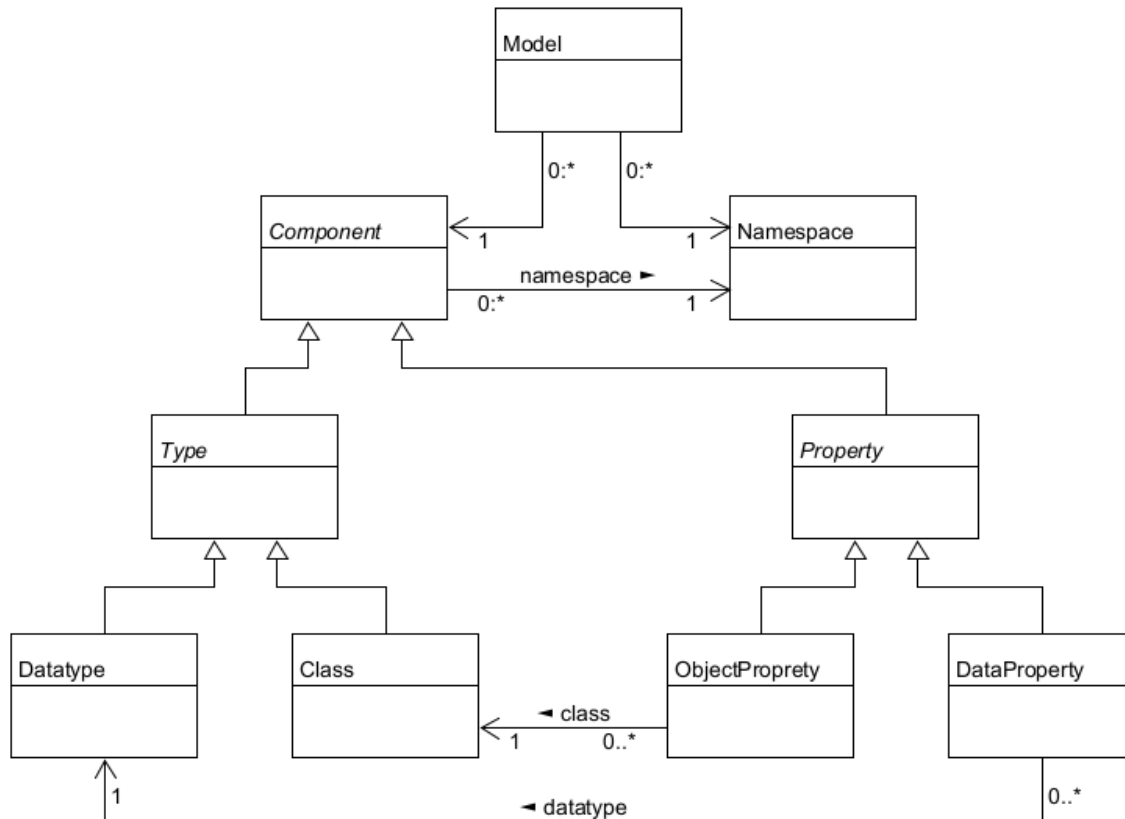 Model
0:*
0:*
Component
Namespace
1
1
namespace ►
0:*
1
Type
Property
Datatype
Class
ObjectProprety
DataProperty
◄ class
1
0..*
1
◄ datatype
0..*